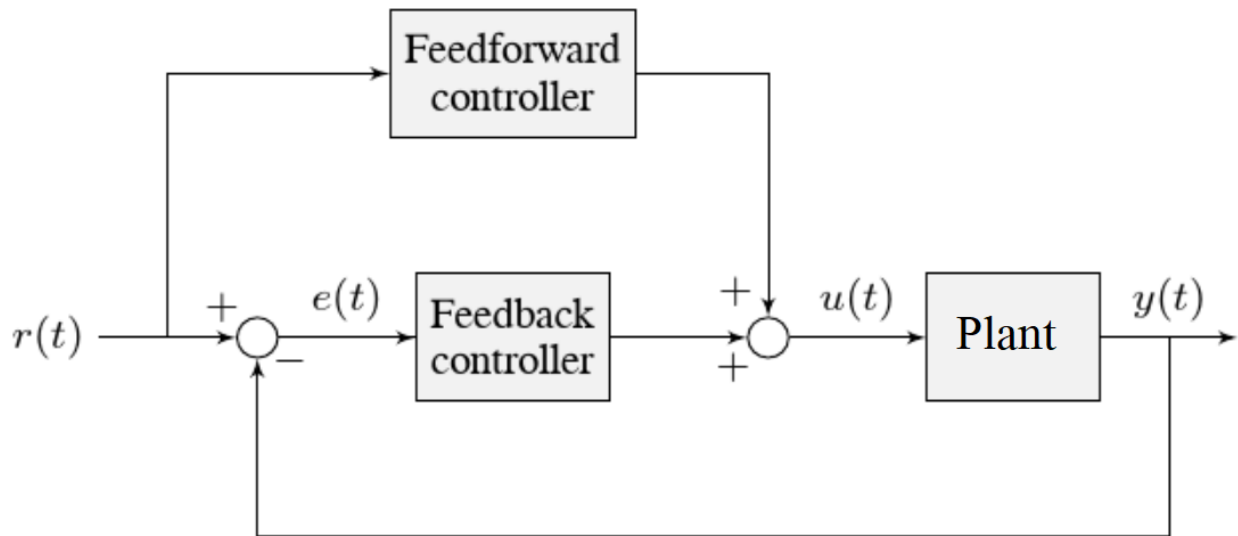 Feedforward
controller
r(t)
+
−
e(t)
Feedback
controller
+
+
u(t)
Plant
y(t)